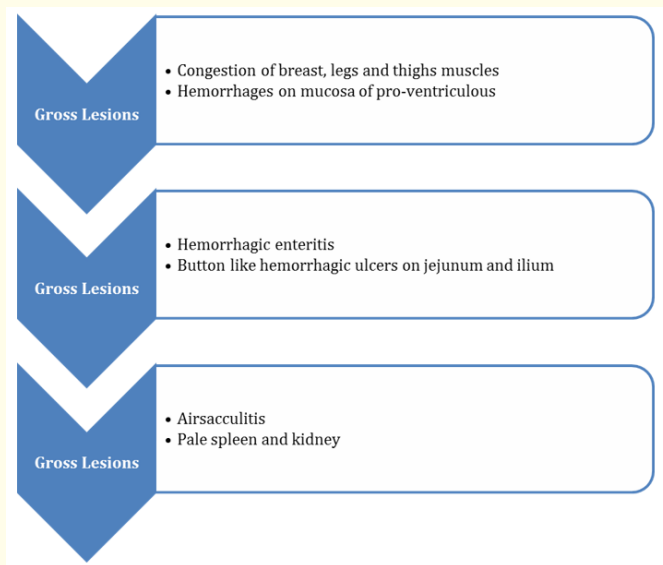 Gross Lesions
• Congestion of breast, legs and thighs muscles
• Hemorrhages on mucosa of pro-ventriculous
Gross Lesions
• Hemorrhagic enteritis
• Button like hemorrhagic ulcers on jejunum and ilium
Gross Lesions
• Airsacculitis
• Pale spleen and kidney